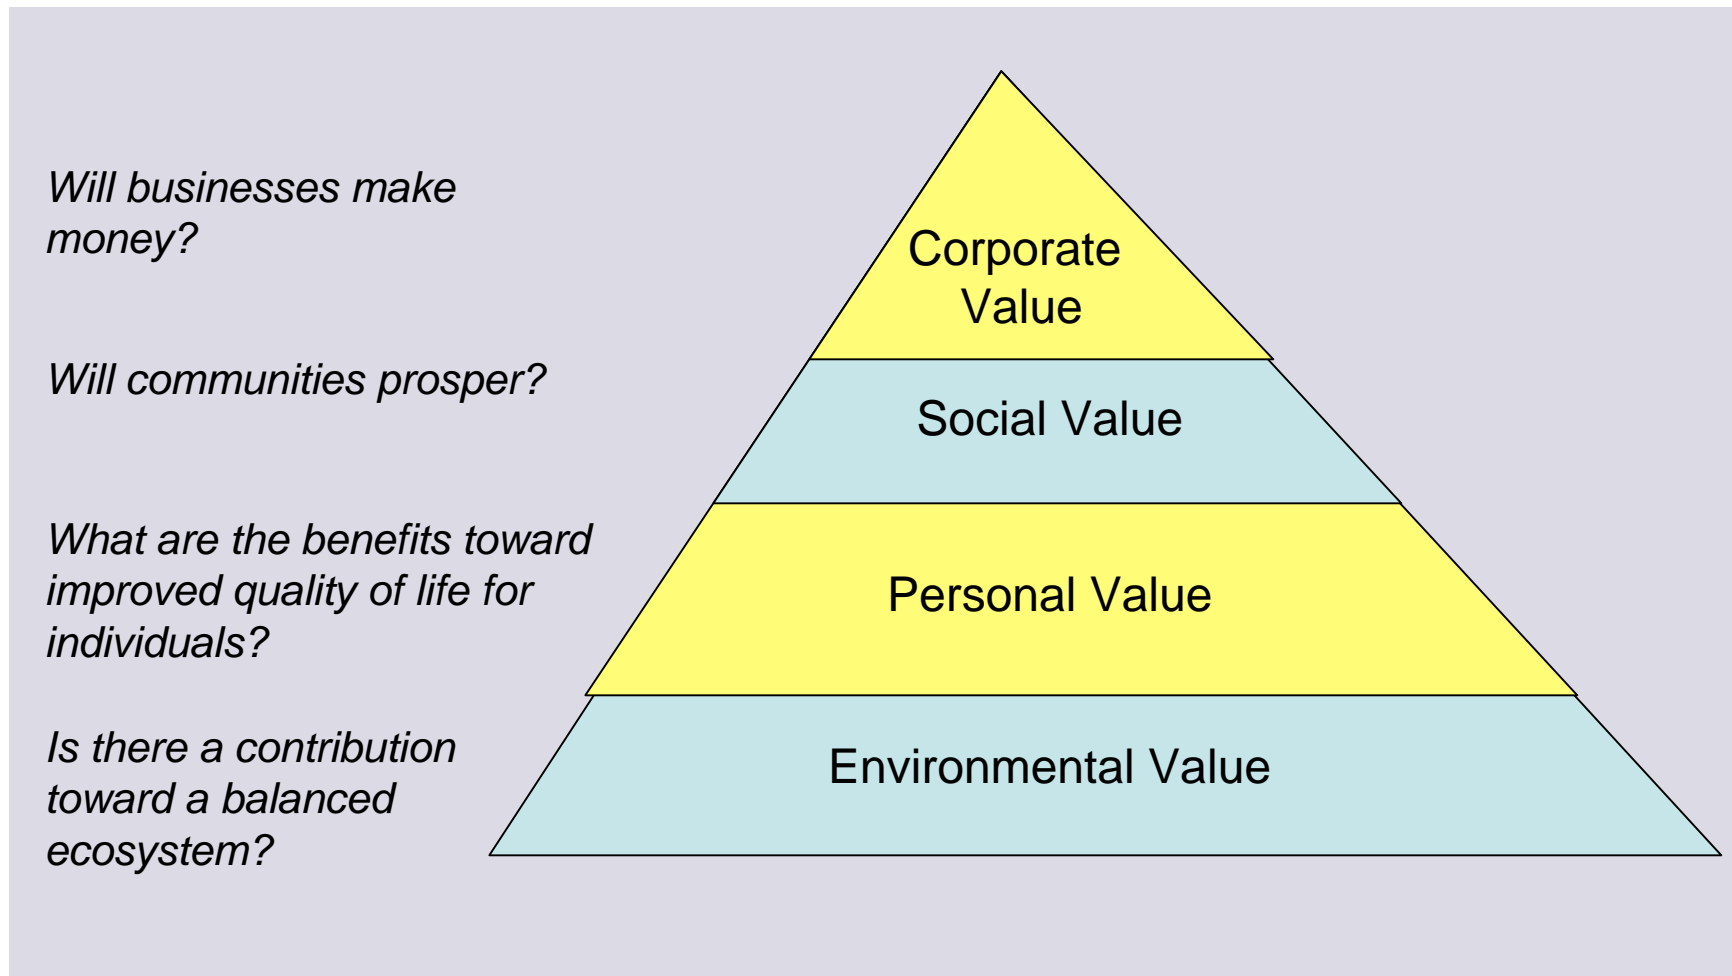 Will businesses make
money?
Corporate
Value
Will communities prosper?
Social Value
What are the benefits toward
improved quality of life for
individuals?
Personal Value
Is there a contribution
toward a balanced
ecosystem?
Environmental Value